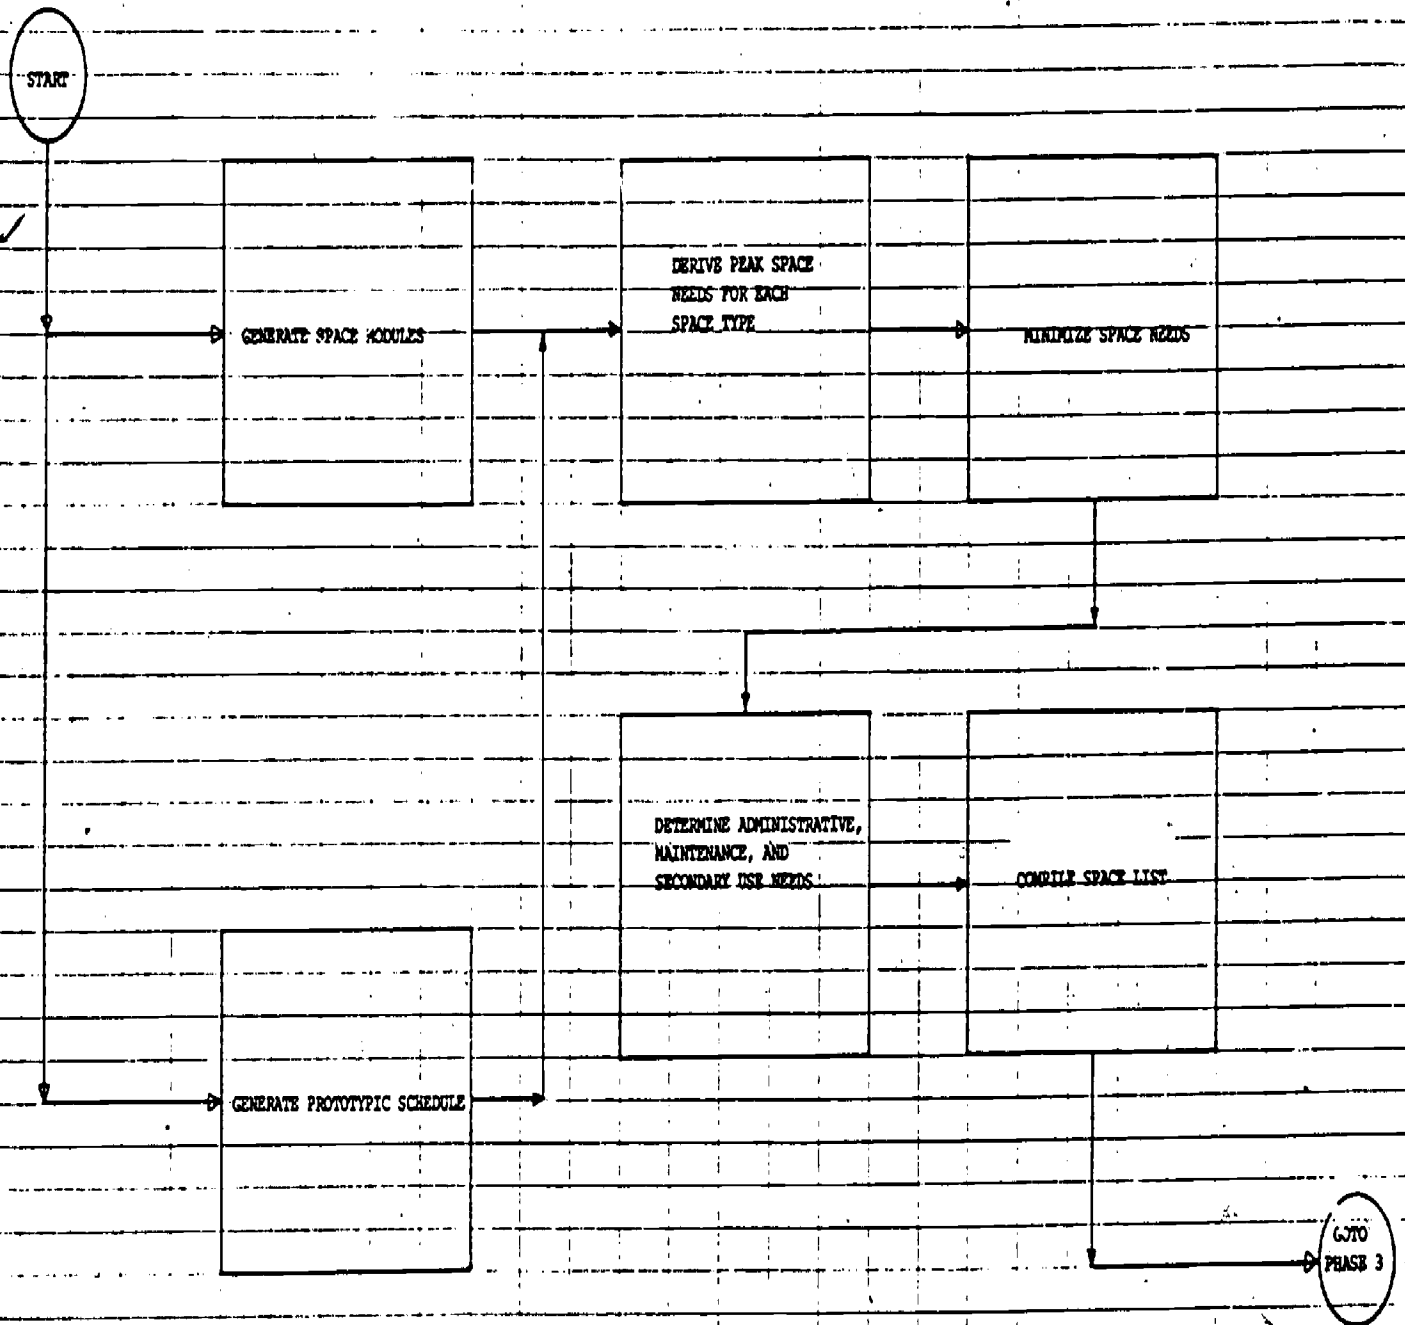 START
GENERATE SPACE MODULES
DERIVE PEAK SPACE
NEEDS FOR EACH
SPACE TYPE
MINIMIZE SPACE NEEDS
DETERMINE ADMINISTRATIVE,
MAINTENANCE, AND
SECONDARY USE NEEDS
COMPILE SPACE LIST
GENERATE PROTOTYPIC SCHEDULE
GOTO
PHASE 3